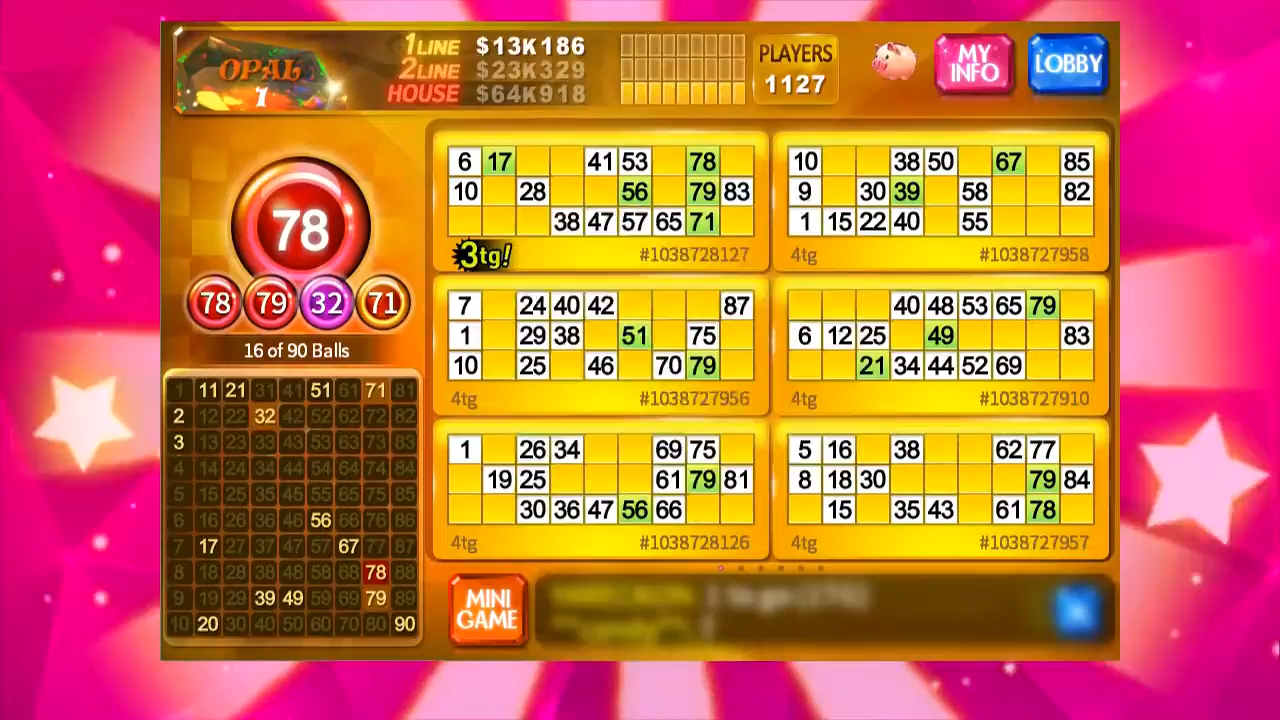 OPAL
1
1LINE $13K186
2LINE $23K329
HOUSE $64K918
PLAYERS
1127
MY
INFO
LOBBY
78
78 79 32 71
16 of 90 Balls
1 11 21 31 41 51 61 71 81
2 12 22 32 42 52 62 72 82
3 13 23 33 43 53 63 73 83
4 14 24 34 44 54 64 74 84
5 15 25 35 45 55 65 75 85
6 16 26 36 46 56 66 76 86
7 17 27 37 47 57 67 77 87
8 18 28 38 48 58 68 78 88
9 19 29 39 49 59 69 79 89
10 20 30 40 50 60 70 80 90
6 17 41 53 78
10 28 56 79 83
38 47 57 65 71
3tg! #1038728127
10 38 50 67 85
9 30 39 58 82
1 15 22 40 55
4tg #1038727958
7 24 40 42 87
1 29 38 51 75
10 25 46 70 79
4tg #1038727956
40 48 53 65 79
6 12 25 49 83
21 34 44 52 69
4tg #1038727910
1 26 34 69 75
19 25 61 79 81
30 36 47 56 66
4tg #1038728126
5 16 38 62 77
8 18 30 79 84
15 35 43 61 78
4tg #1038727957
MINI
GAME